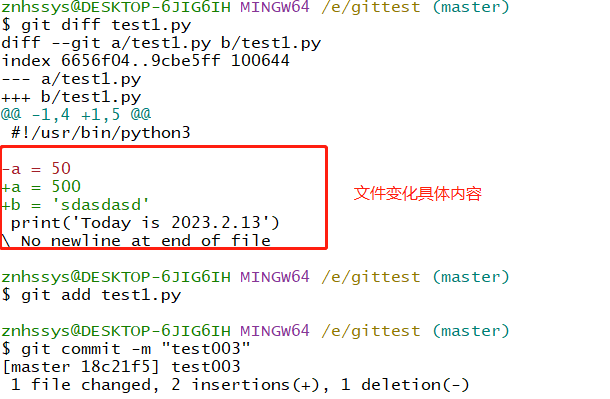 znhssys@DESKTOP-6JIG6IH MINGW64 /e/gittest (master)
$ git diff test1.py
diff --git a/test1.py b/test1.py
index 6656f04..9cbe5ff 100644
--- a/test1.py
+++ b/test1.py
@@ -1,4 +1,5 @@
 #!/usr/bin/python3

-a = 50
+a = 500
+b = 'sdasdasd'
文件变化具体内容
 print('Today is 2023.2.13')
\ No newline at end of file

znhssys@DESKTOP-6JIG6IH MINGW64 /e/gittest (master)
$ git add test1.py

znhssys@DESKTOP-6JIG6IH MINGW64 /e/gittest (master)
$ git commit -m "test003"
[master 18c21f5] test003
 1 file changed, 2 insertions(+), 1 deletion(-)